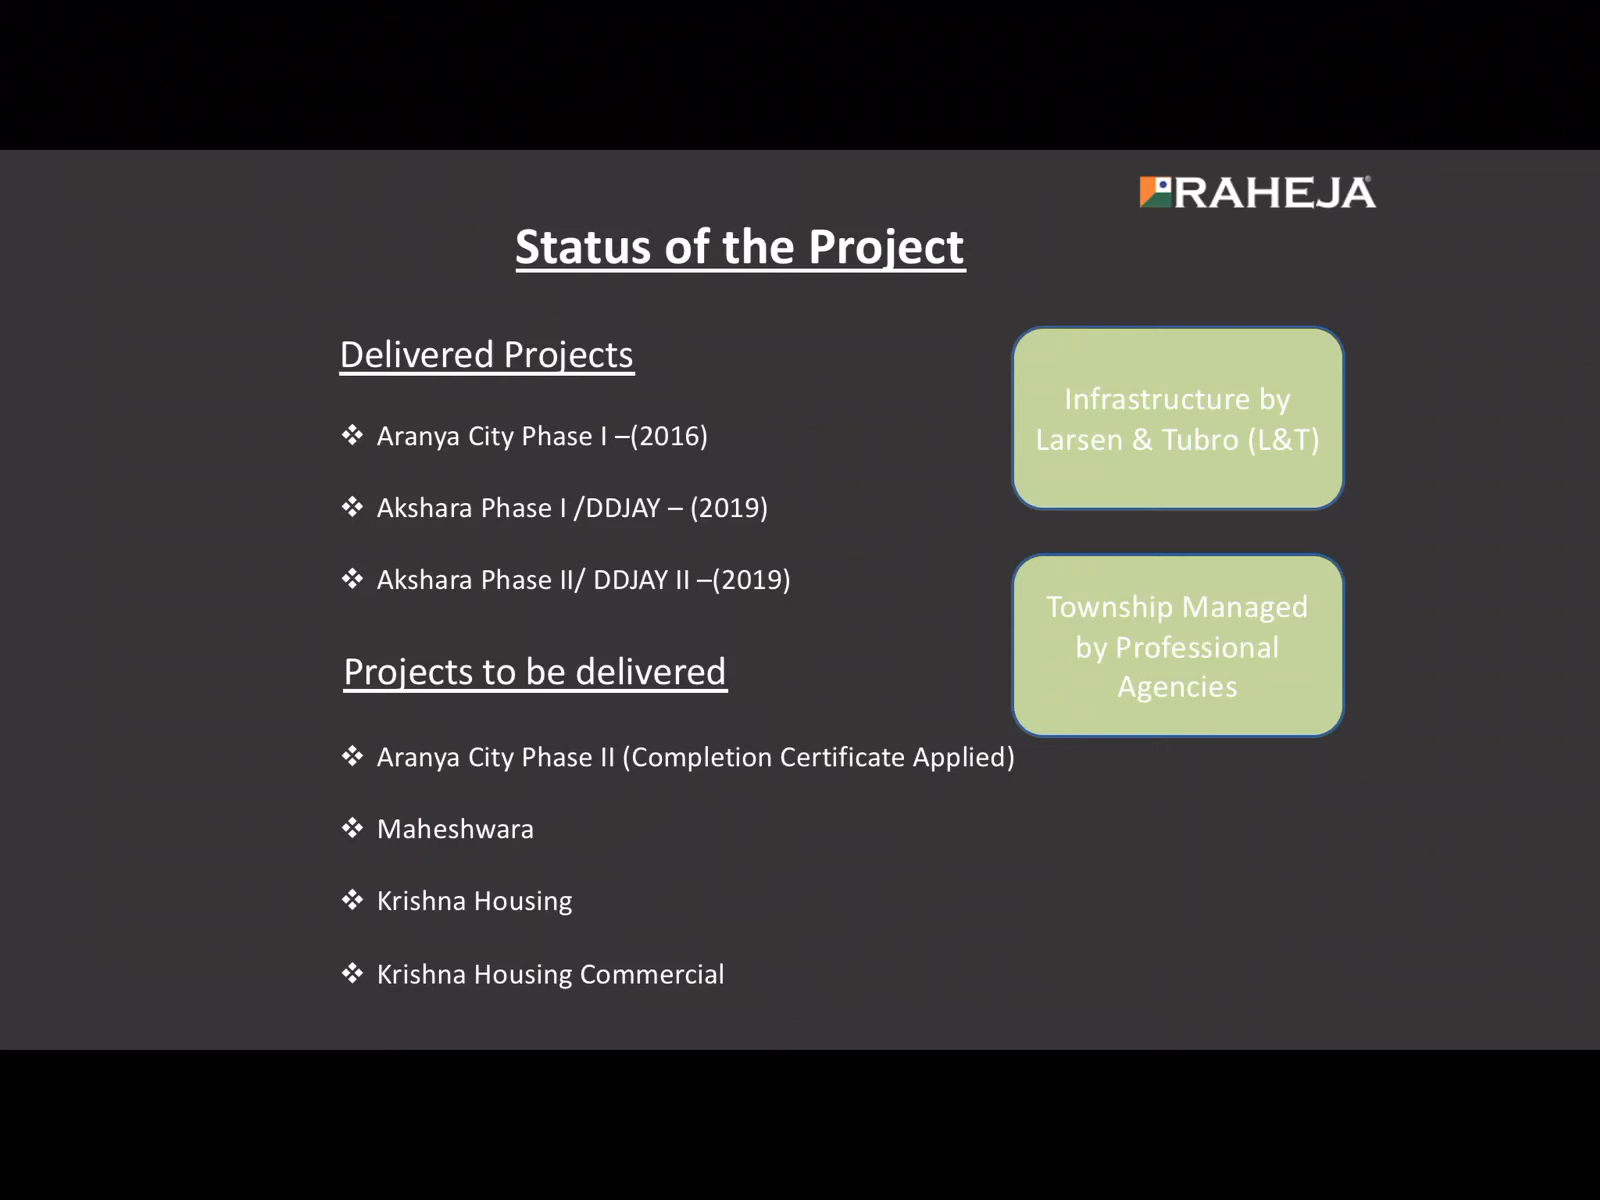 RAHEJA®
Status of the Project
Delivered Projects
❖ Aranya City Phase I –(2016)
❖ Akshara Phase I /DDJAY – (2019)
❖ Akshara Phase II/ DDJAY II –(2019)
Projects to be delivered
❖ Aranya City Phase II (Completion Certificate Applied)
❖ Maheshwara
❖ Krishna Housing
❖ Krishna Housing Commercial
Infrastructure by
Larsen & Tubro (L&T)
Township Managed
by Professional
Agencies